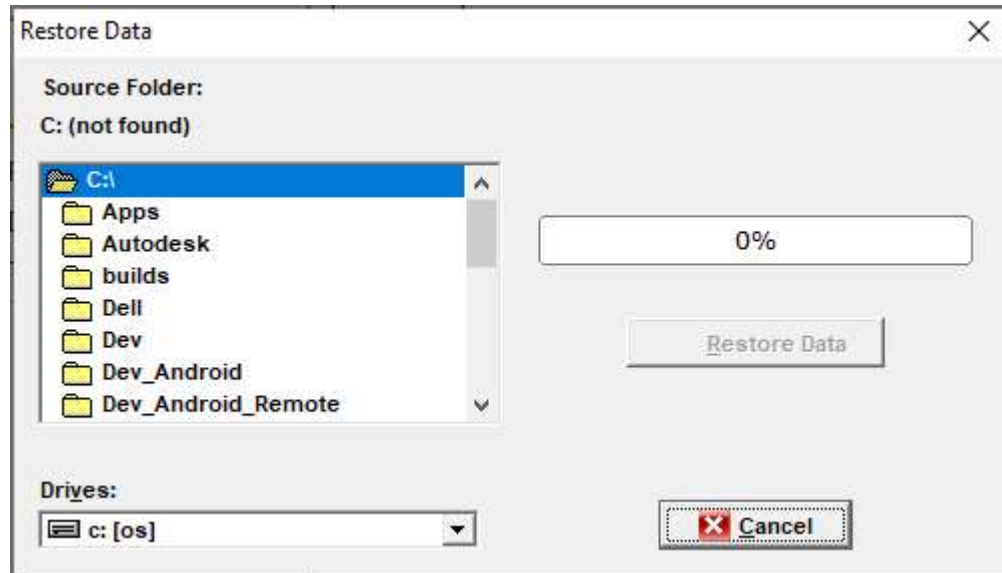 Restore Data
Source Folder:
C: (not found)
C:\
Apps
Autodesk
builds
Dell
Dev
Dev_Android
Dev_Android_Remote
0%
Restore Data
Drives:
c: [os]
Cancel